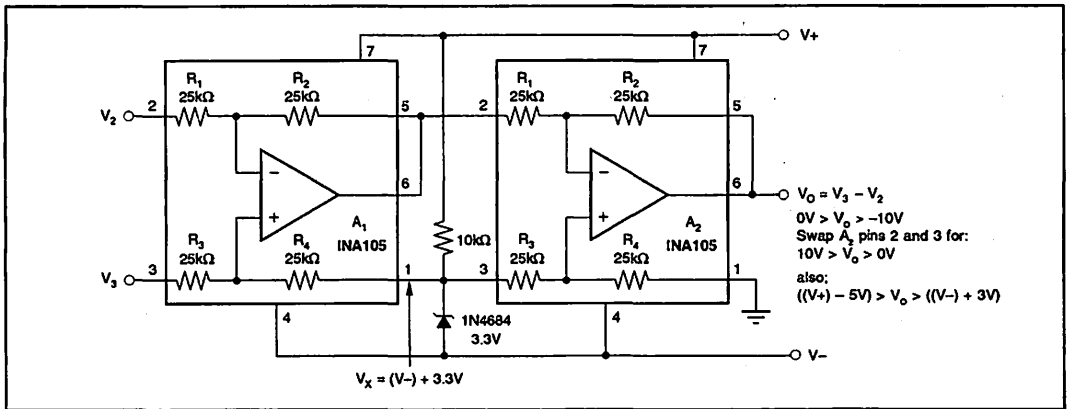 V+
7
7
R1
25kΩ
R2
25kΩ
R1
25kΩ
R2
25kΩ
V2
2
5
2
5
−
+
6
−
+
6
VO = V3 − V2
0V > Vo > −10V
Swap A2 pins 2 and 3 for:
10V > Vo > 0V
also;
((V+) − 5V) > Vo > ((V−) + 3V)
A1
INA105
10kΩ
A2
INA105
R3
25kΩ
R4
25kΩ
R3
25kΩ
R4
25kΩ
V3
3
1
3
1
4
1N4684
3.3V
4
V−
VX = (V−) + 3.3V